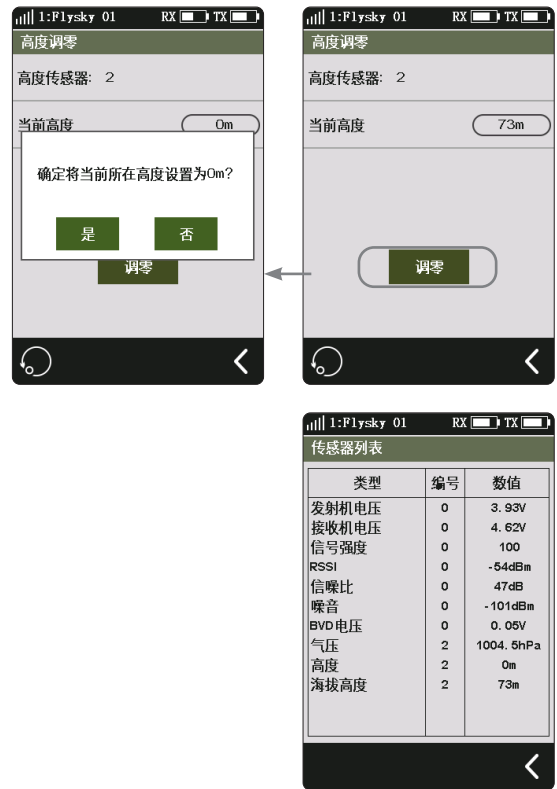 1:Flysky 01 RX TX
高度调零
高度传感器: 2
当前高度 0m
确定将当前所在高度设置为0m?
是 否
调零
1:Flysky 01 RX TX
高度调零
高度传感器: 2
当前高度 73m
调零
1:Flysky 01 RX TX
传感器列表
类型 编号 数值
发射机电压 0 3.93V
接收机电压 0 4.62V
信号强度 0 100
RSSI 0 -54dBm
信噪比 0 47dB
噪音 0 -101dBm
BVD电压 0 0.05V
气压 2 1004.5hPa
高度 2 0m
海拔高度 2 73m